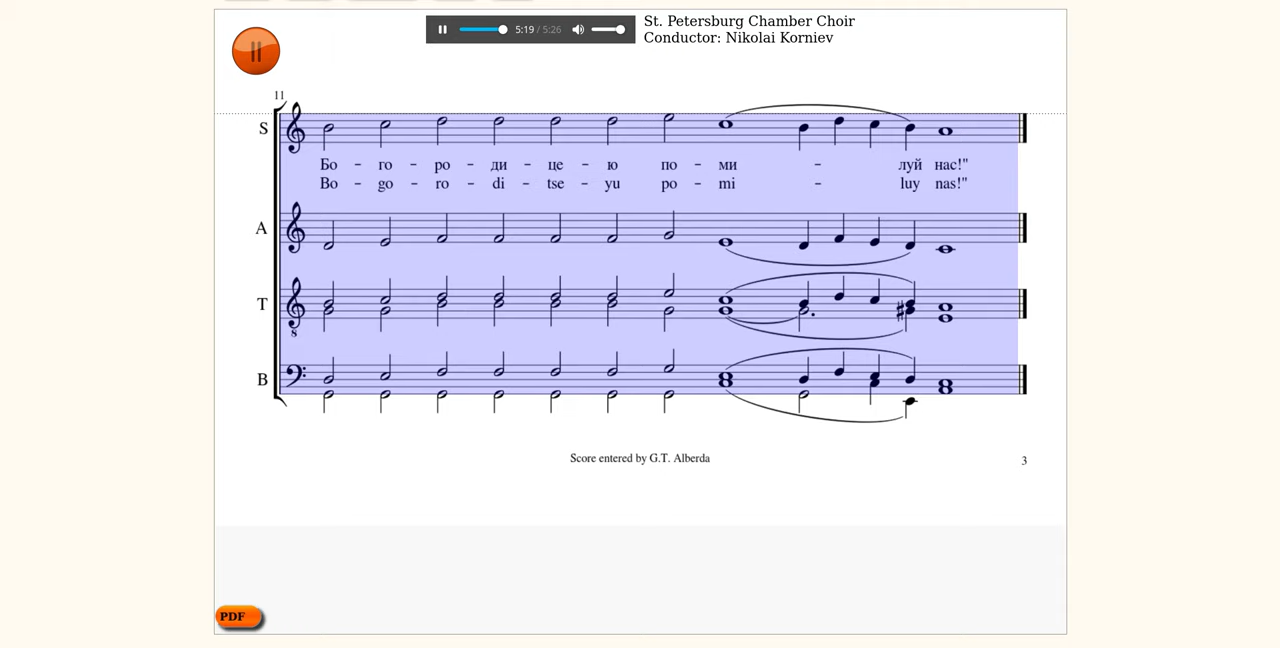 5:19 / 5:26
St. Petersburg Chamber Choir
Conductor: Nikolai Korniev
11
S
Бо – го – ро – ди – це – ю по – ми – луй нас!"
Bo – go – ro – di – tse – yu po – mi – luy nas!"
A
T
8
B
Score entered by G.T. Alberda
3
PDF